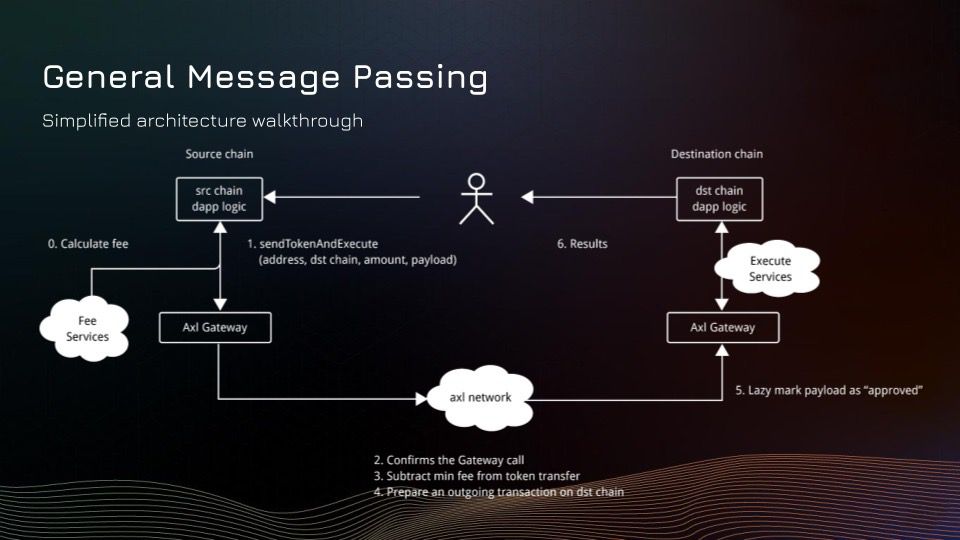 General Message Passing
Simplified architecture walkthrough
Source chain
Destination chain
src chain
dapp logic
dst chain
dapp logic
0. Calculate fee
1. sendTokenAndExecute
(address, dst chain, amount, payload)
6. Results
Execute
Services
Fee
Services
Axl Gateway
Axl Gateway
axl network
5. Lazy mark payload as “approved”
2. Confirms the Gateway call
3. Subtract min fee from token transfer
4. Prepare an outgoing transaction on dst chain